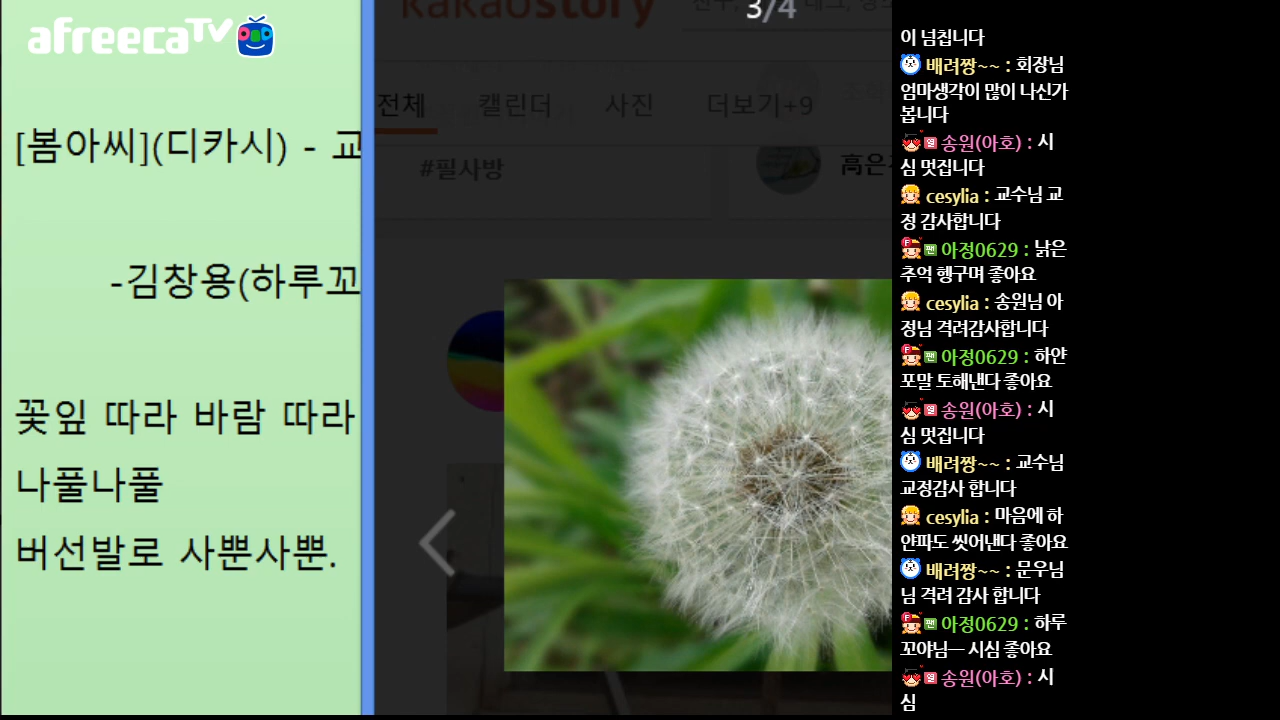 afreecaTV
[봄아씨](디카시) - 교
-김창용(하루꼬
꽃잎 따라 바람 따라
나풀나풀
버선발로 사뿐사뿐.
kakaostory
3/4
전체 캘린더 사진 더보기+9
#필사방
高은
이 넘칩니다
배려짱~~ : 회장님
엄마생각이 많이 나신가
봅니다
열 송원(아호) : 시
심 멋집니다
cesylia : 교수님 교
정 감사합니다
F 팬 아정0629 : 낡은
추억 헹구며 좋아요
cesylia : 송원님 아
정님 격려감사합니다
F 팬 아정0629 : 하얀
포말 토해낸다 좋아요
열 송원(아호) : 시
심 멋집니다
배려짱~~ : 교수님
교정감사 합니다
cesylia : 마음에 하
얀파도 씻어낸다 좋아요
배려짱~~ : 문우님
님 격려 감사 합니다
F 팬 아정0629 : 하루
꼬야님ㅡ 시심 좋아요
열 송원(아호) : 시
심